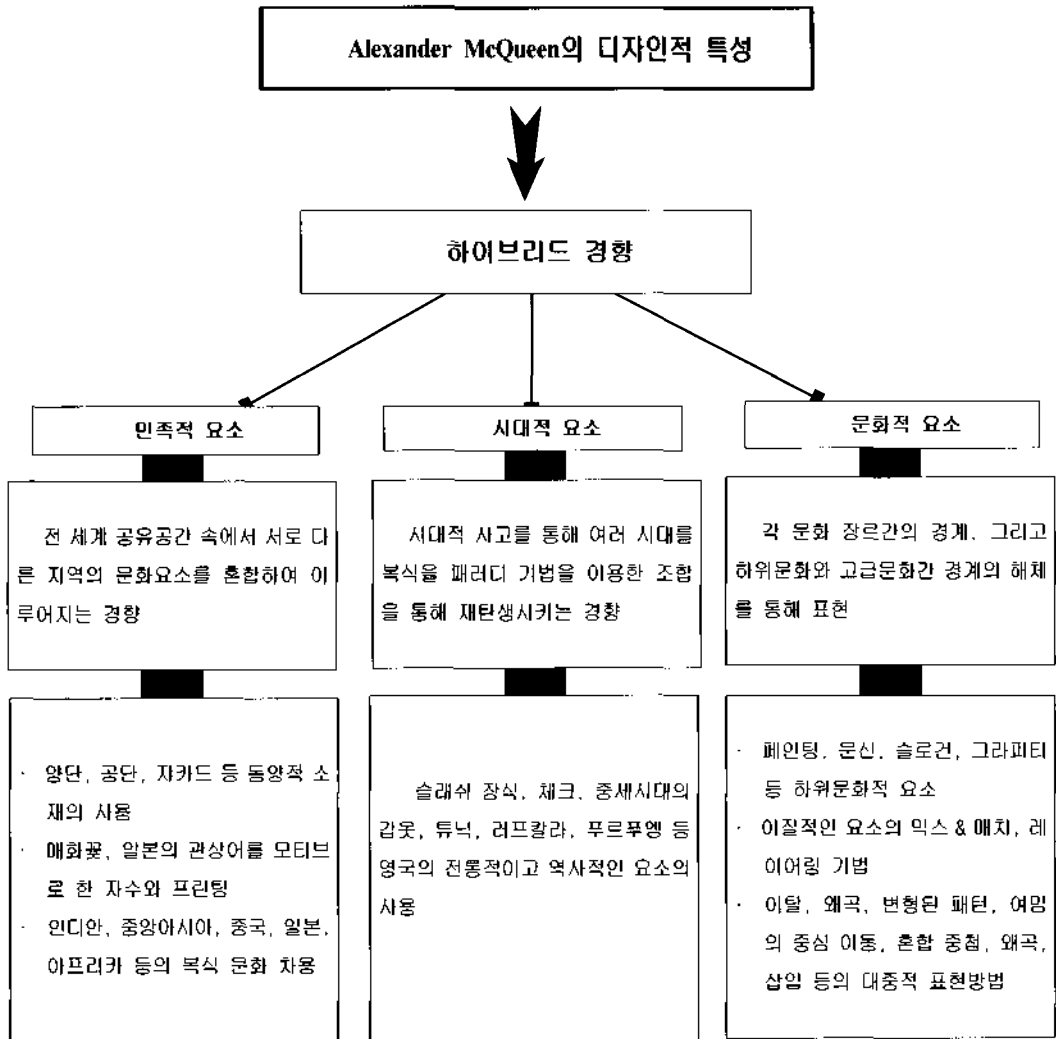 Alexander McQueen의 디자인적 특성
하이브리드 경향
민족적 요소
전 세계 공유공간 속에서 서로 다
른 지역의 문화요소를 혼합하여 이
루어지는 경향
· 양단, 공단, 자카드 등 동양적 소
재의 사용
· 매화꽃, 일본의 관상어를 모티브
로 한 자수와 프린팅
· 인디안, 중앙아시아, 중국, 일본,
아프리카 등의 복식 문화 차용
시대적 요소
시대적 사고를 통해 여러 시대를
복식을 패러디 기법을 이용한 조합
을 통해 재탄생시키는 경향
슬래쉬 장식, 체크, 중세시대의
갑옷, 튜닉, 러프칼라, 푸르푸엥 등
영국의 전통적이고 역사적인 요소의
사용
문화적 요소
각 문화 장르간의 경계, 그리고
하위문화와 고급문화간 경계의 해체
를 통해 표현
· 페인팅, 문신, 슬로건, 그라피티
등 하위문화적 요소
· 이질적인 요소의 믹스 & 매치, 레
이어링 기법
· 이탈, 왜곡, 변형된 패턴, 여밈
의 중심 이동, 혼합 중첩, 왜곡,
삽입 등의 대중적 표현방법